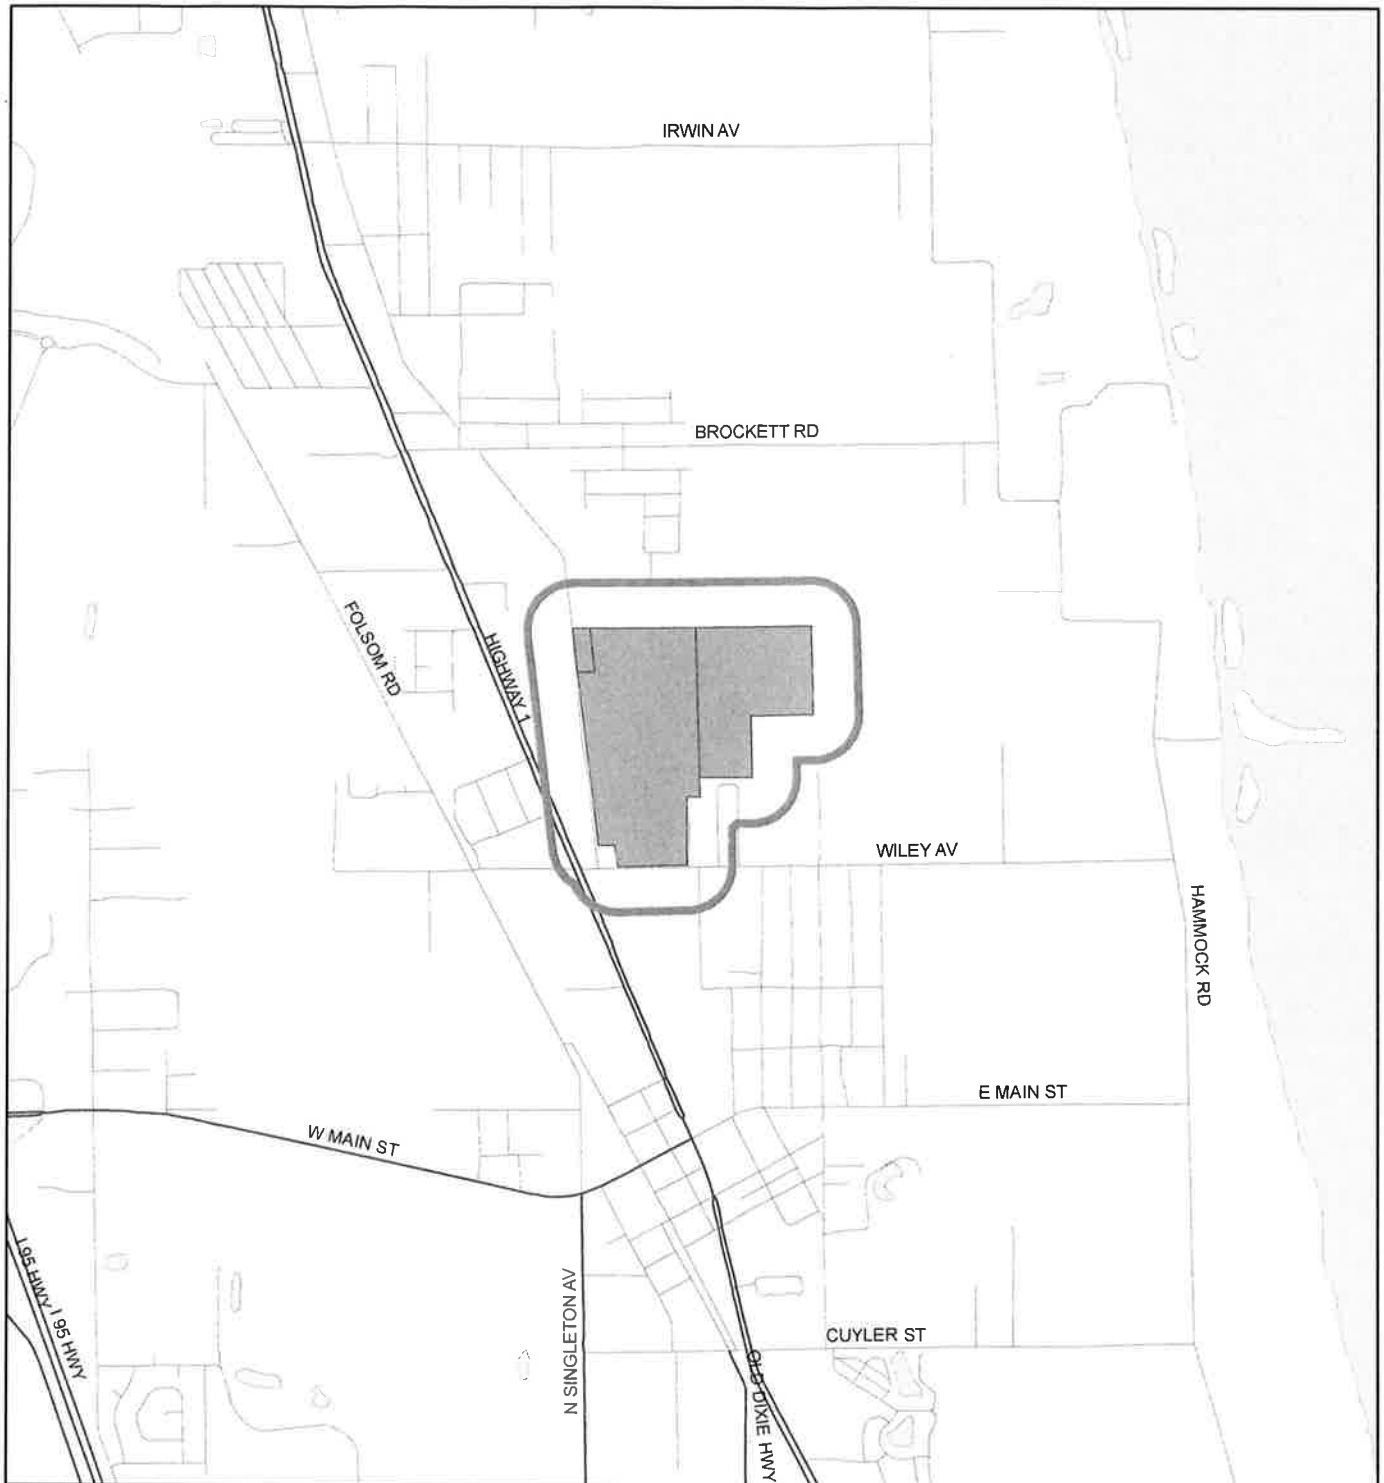 IRWIN AV
BROCKETT RD
FOLSOM RD
HIGHWAY 1
WILEY AV
HAMMOCK RD
E MAIN ST
W MAIN ST
I 95 HWY
I 95 HWY
N SINGLETON AV
CUYLER ST
OLD DIXIE HWY